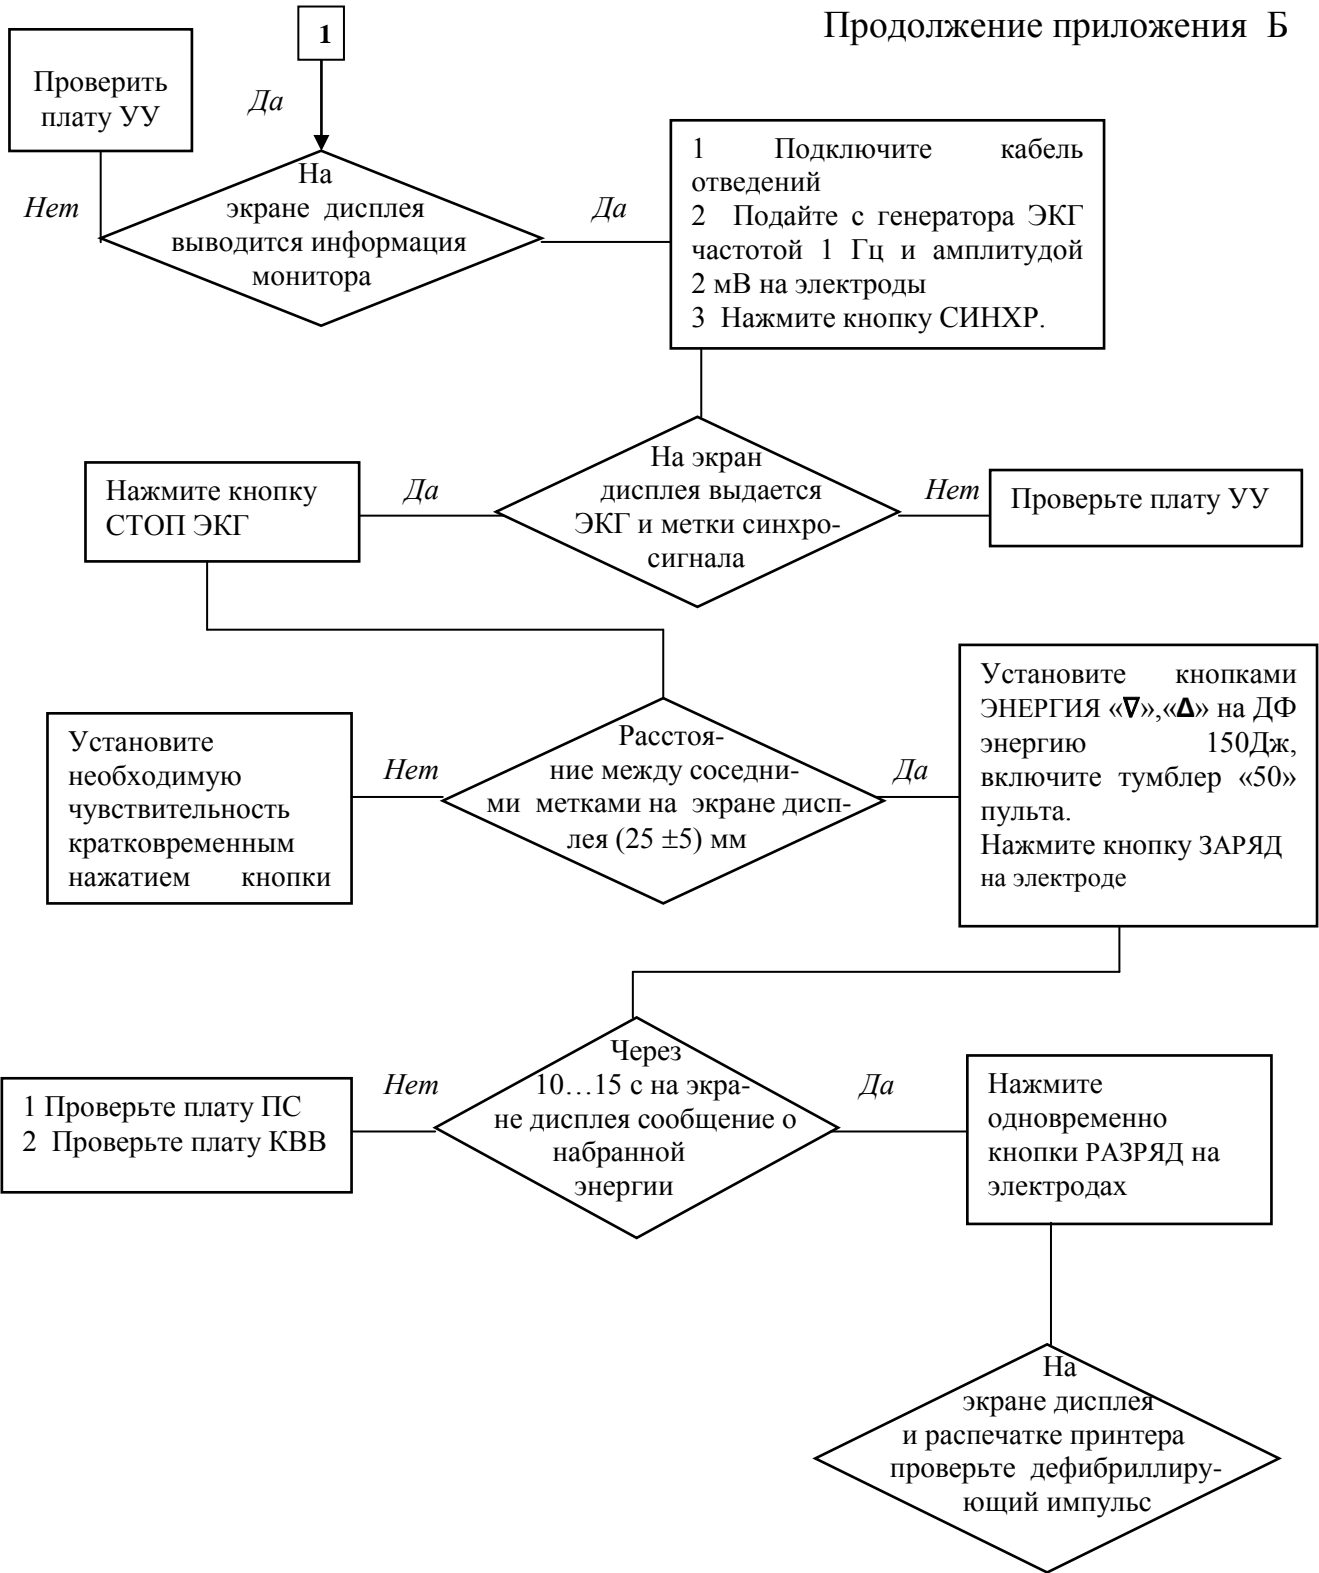 Продолжение приложения Б
1
Проверить
плату УУ
Да
Нет
На
экране дисплея
выводится информация
монитора
Да
1 Подключите кабель
отведений
2 Подайте с генератора ЭКГ
частотой 1 Гц и амплитудой
2 мВ на электроды
3 Нажмите кнопку СИНХР.
Нажмите кнопку
СТОП ЭКГ
Да
На экран
дисплея выдается
ЭКГ и метки синхро-
сигнала
Нет
Проверьте плату УУ
Установите
необходимую
чувствительность
кратковременным
нажатием кнопки
Нет
Расстоя-
ние между соседни-
ми метками на экране дисп-
лея (25 ±5) мм
Да
Установите кнопками
ЭНЕРГИЯ «∇»,«Δ» на ДФ
энергию 150Дж,
включите тумблер «50»
пульта.
Нажмите кнопку ЗАРЯД
на электроде
1 Проверьте плату ПС
2 Проверьте плату КВВ
Нет
Через
10…15 с на экра-
не дисплея сообщение о
набранной
энергии
Да
Нажмите
одновременно
кнопки РАЗРЯД на
электродах
На
экране дисплея
и распечатке принтера
проверьте дефибриллиру-
ющий импульс